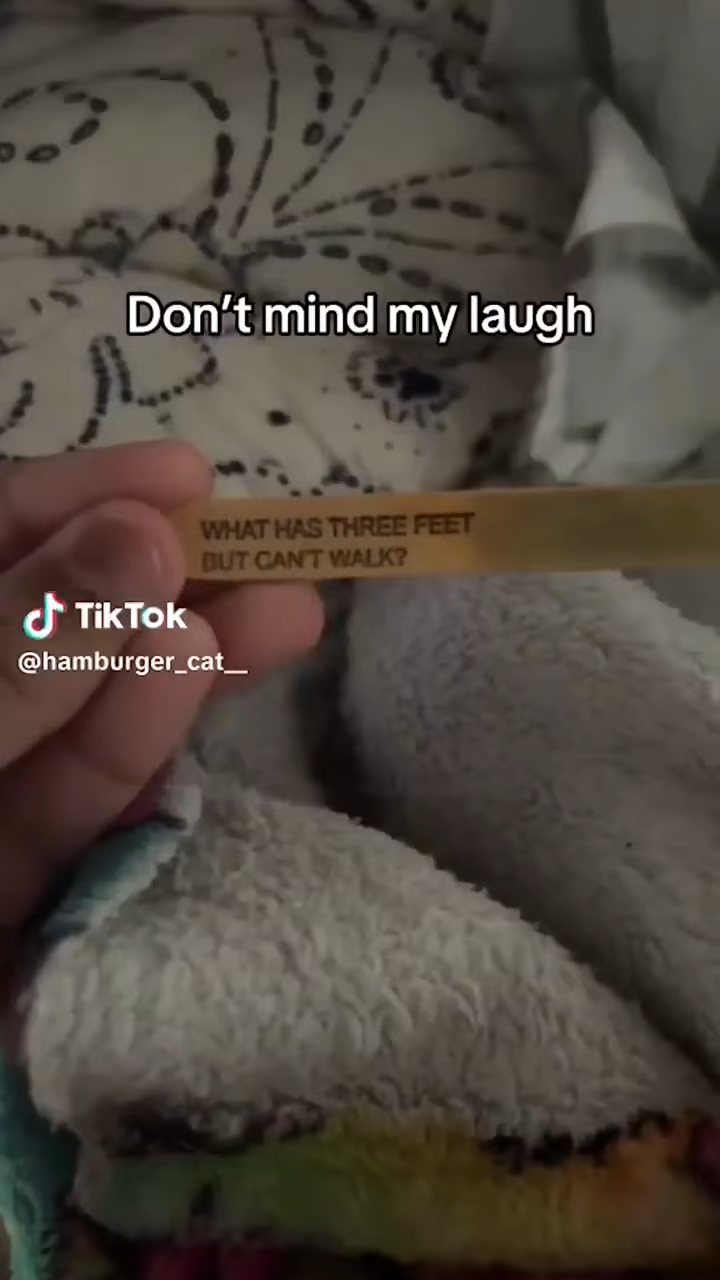 Don't mind my laugh
WHAT HAS THREE FEET
BUT CAN'T WALK?
TikTok
@hamburger_cat__